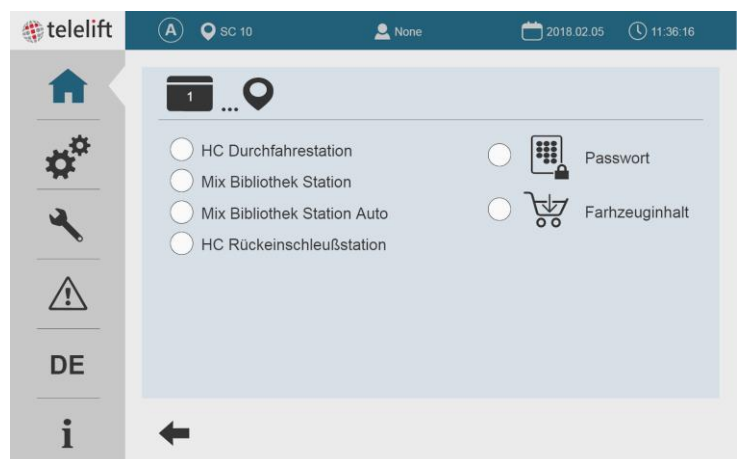 telelift
A SC 10 None 2018.02.05 11:36:16
1 ...
HC Durchfahrestation
Mix Bibliothek Station
Mix Bibliothek Station Auto
HC Rückeinschleußstation
Passwort
Farhzeuginhalt
DE
i